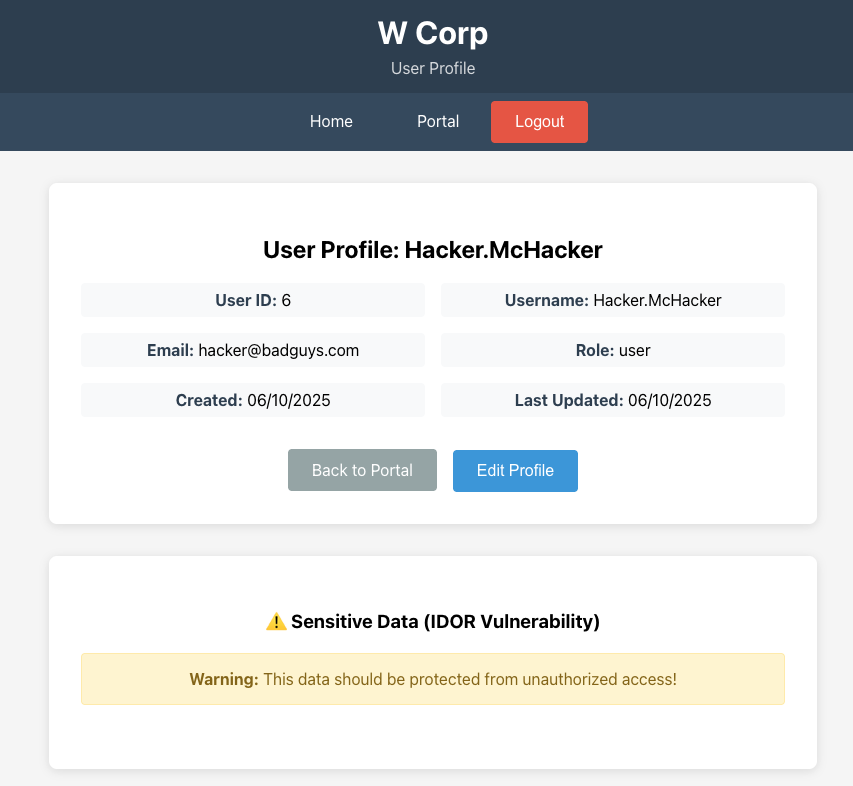 W Corp
User Profile
Home Portal Logout
User Profile: Hacker.McHacker
User ID: 6 Username: Hacker.McHacker
Email: hacker@badguys.com Role: user
Created: 06/10/2025 Last Updated: 06/10/2025
Back to Portal Edit Profile
⚠️ Sensitive Data (IDOR Vulnerability)
Warning: This data should be protected from unauthorized access!